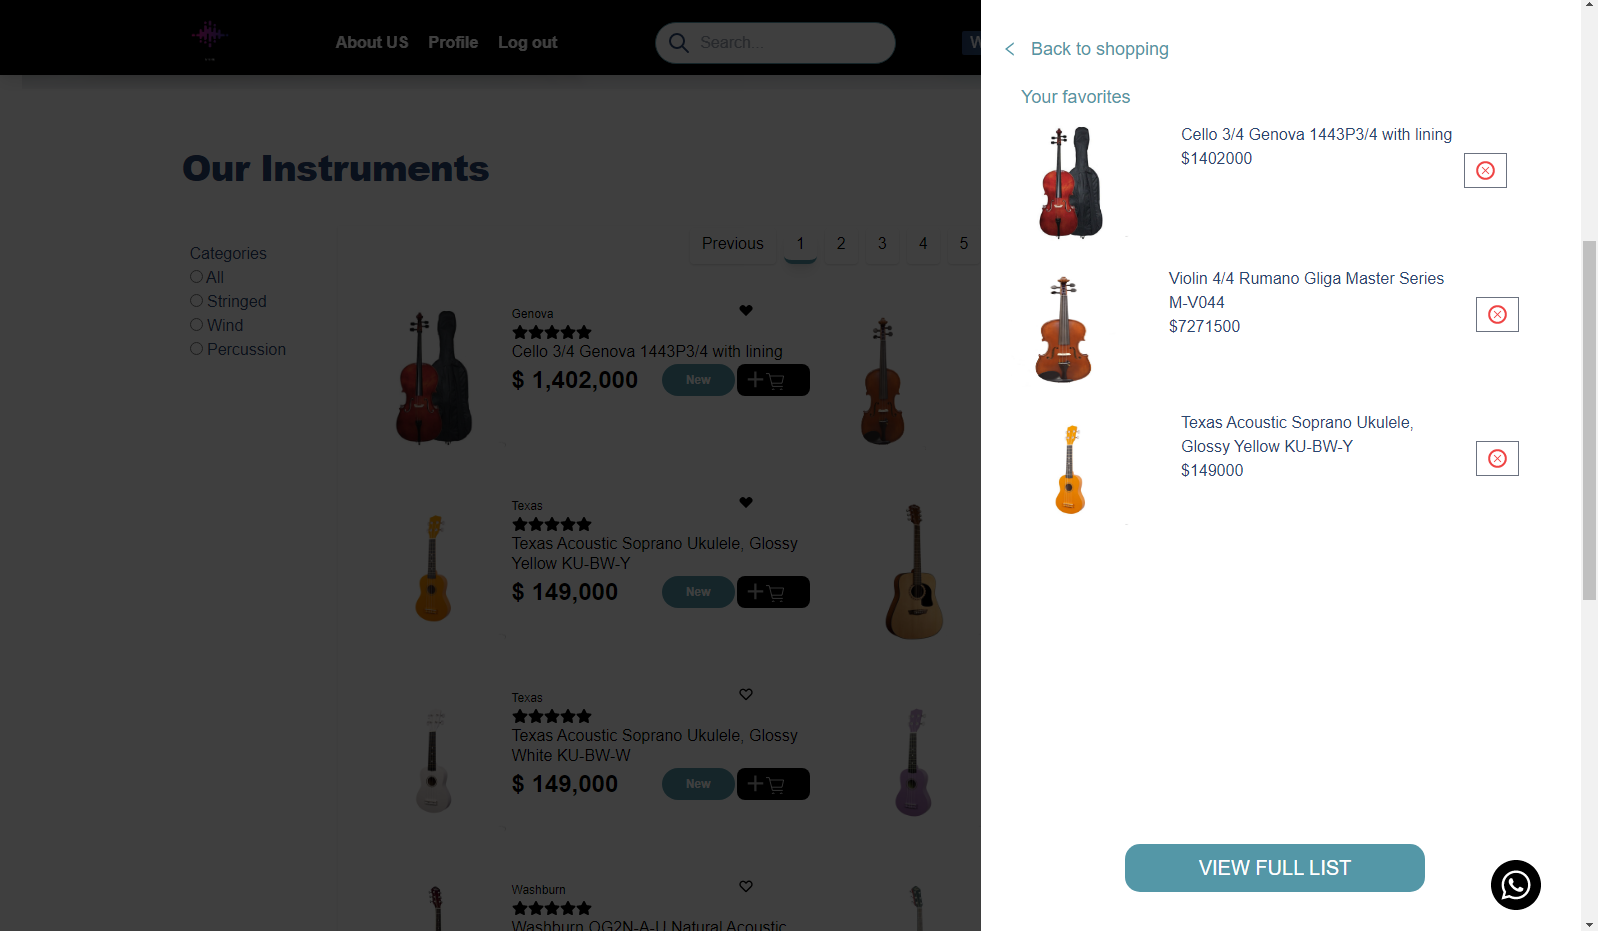 About US Profile Log out
Search...
W
Our Instruments
Categories
All
Stringed
Wind
Percussion
Previous 1 2 3 4 5
Genova
Cello 3/4 Genova 1443P3/4 with lining
$ 1,402,000 New
Texas
Texas Acoustic Soprano Ukulele, Glossy
Yellow KU-BW-Y
$ 149,000 New
Texas
Texas Acoustic Soprano Ukulele, Glossy
White KU-BW-W
$ 149,000 New
Washburn
Washburn OG2N-A-U Natural Acoustic
Back to shopping
Your favorites
Cello 3/4 Genova 1443P3/4 with lining
$1402000
Violin 4/4 Rumano Gliga Master Series
M-V044
$7271500
Texas Acoustic Soprano Ukulele,
Glossy Yellow KU-BW-Y
$149000
VIEW FULL LIST